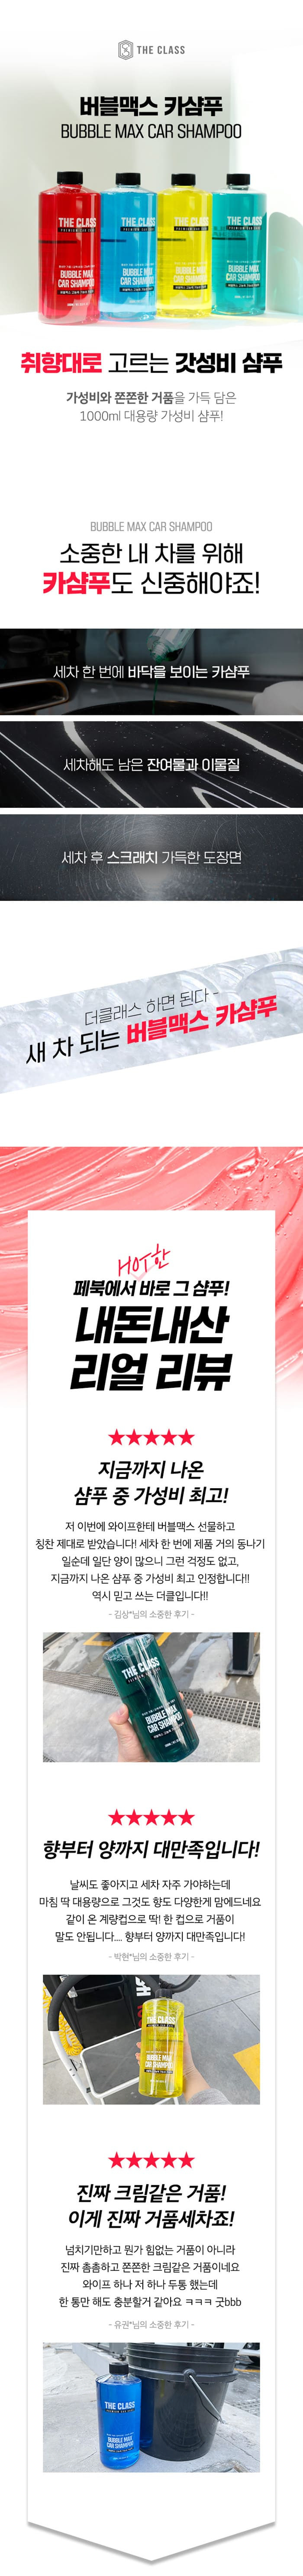 THE CLASS
버블맥스 카샴푸
BUBBLE MAX CAR SHAMPOO
THE CLASS
PREMIUM CAR CARE
BUBBLE MAX
CAR SHAMPOO
THE CLASS
PREMIUM CAR CARE
BUBBLE MAX
CAR SHAMPOO
THE CLASS
PREMIUM CAR CARE
BUBBLE MAX
CAR SHAMPOO
THE CLASS
PREMIUM CAR CARE
BUBBLE MAX
CAR SHAMPOO
취향대로 고르는 갓성비 샴푸
가성비와 쫀쫀한 거품을 가득 담은
1000ml 대용량 가성비 샴푸!
BUBBLE MAX CAR SHAMPOO
소중한 내 차를 위해
카샴푸도 신중해야죠!
세차 한 번에 바닥을 보이는 카샴푸
세차해도 남은 잔여물과 이물질
세차 후 스크래치 가득한 도장면
더클래스 하면 된다 -
새 차 되는 버블맥스 카샴푸
HOT한
페북에서 바로 그 샴푸!
내돈내산
리얼 리뷰
★★★★★
지금까지 나온
샴푸 중 가성비 최고!
저 이번에 와이프한테 버블맥스 선물하고
칭찬 제대로 받았습니다! 세차 한 번에 제품 거의 동나기
일순데 일단 양이 많으니 그런 걱정도 없고,
지금까지 나온 샴푸 중 가성비 최고 인정합니다!!
역시 믿고 쓰는 더클입니다!!
- 김상*님의 소중한 후기 -
THE CLASS
PREMIUM CAR CARE
BUBBLE MAX
CAR SHAMPOO
★★★★★
향부터 양까지 대만족입니다!
날씨도 좋아지고 세차 자주 가야하는데
마침 딱 대용량으로 그것도 향도 다양한게 맘에드네요
같이 온 계량컵으로 딱! 한 컵으로 거품이
말도 안됩니다.... 향부터 양까지 대만족입니다!
- 박현*님의 소중한 후기 -
THE CLASS
PREMIUM CAR CARE
BUBBLE MAX
CAR SHAMPOO
★★★★★
진짜 크림같은 거품!
이게 진짜 거품세차죠!
넘치기만하고 뭔가 힘없는 거품이 아니라
진짜 촘촘하고 쫀쫀한 크림같은 거품이네요
와이프 하나 저 하나 두통 했는데
한 통만 해도 충분할거 같아요 ㅋㅋㅋ 굿bbb
- 유권*님의 소중한 후기 -
THE CLASS
PREMIUM CAR CARE
BUBBLE MAX
CAR SHAMPOO